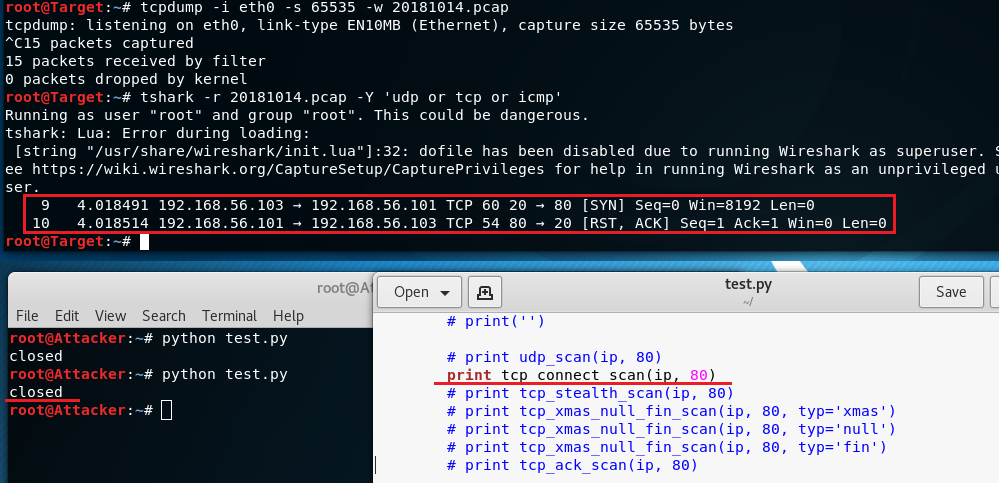 root@Target:~# tcpdump -i eth0 -s 65535 -w 20181014.pcap
tcpdump: listening on eth0, link-type EN10MB (Ethernet), capture size 65535 bytes
^C15 packets captured
15 packets received by filter
0 packets dropped by kernel
root@Target:~# tshark -r 20181014.pcap -Y 'udp or tcp or icmp'
Running as user "root" and group "root". This could be dangerous.
tshark: Lua: Error during loading:
[string "/usr/share/wireshark/init.lua"]:32: dofile has been disabled due to running Wireshark as superuser. S
ee https://wiki.wireshark.org/CaptureSetup/CapturePrivileges for help in running Wireshark as an unprivileged u
ser.
9 4.018491 192.168.56.103 → 192.168.56.101 TCP 60 20 → 80 [SYN] Seq=0 Win=8192 Len=0
10 4.018514 192.168.56.101 → 192.168.56.103 TCP 54 80 → 20 [RST, ACK] Seq=1 Ack=1 Win=0 Len=0
root@Target:~#
root@At
File Edit View Search Terminal Help
root@Attacker:~# python test.py
closed
root@Attacker:~# python test.py
closed
root@Attacker:~#
Open
test.py
~/
Save
# print('')
# print udp_scan(ip, 80)
print tcp_connect_scan(ip, 80)
# print tcp_stealth_scan(ip, 80)
# print tcp_xmas_null_fin_scan(ip, 80, typ='xmas')
# print tcp_xmas_null_fin_scan(ip, 80, typ='null')
# print tcp_xmas_null_fin_scan(ip, 80, typ='fin')
# print tcp_ack_scan(ip, 80)